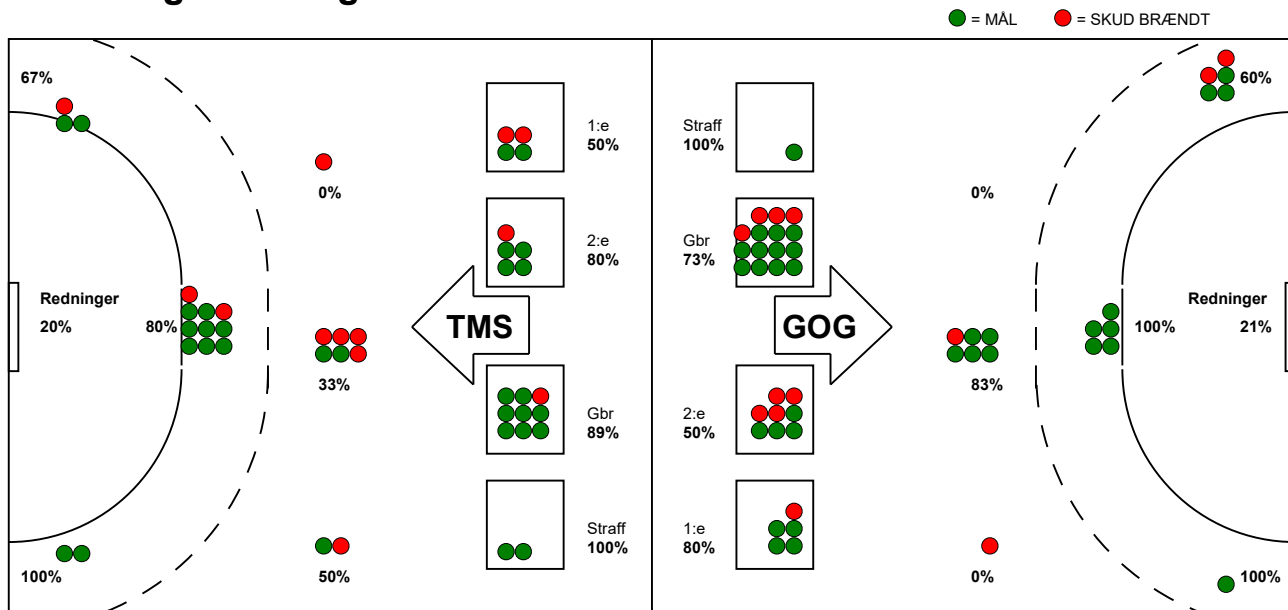 = MÅL = SKUD BRÆNDT
67%
60%
1:e
50%
Straff
100%
0%
0%
2:e
80%
Gbr
73%
Redninger
20%
80%
TMS
GOG
100%
Redninger
21%
33%
83%
Gbr
89%
2:e
50%
Straff
100%
1:e
80%
100%
50%
0%
100%